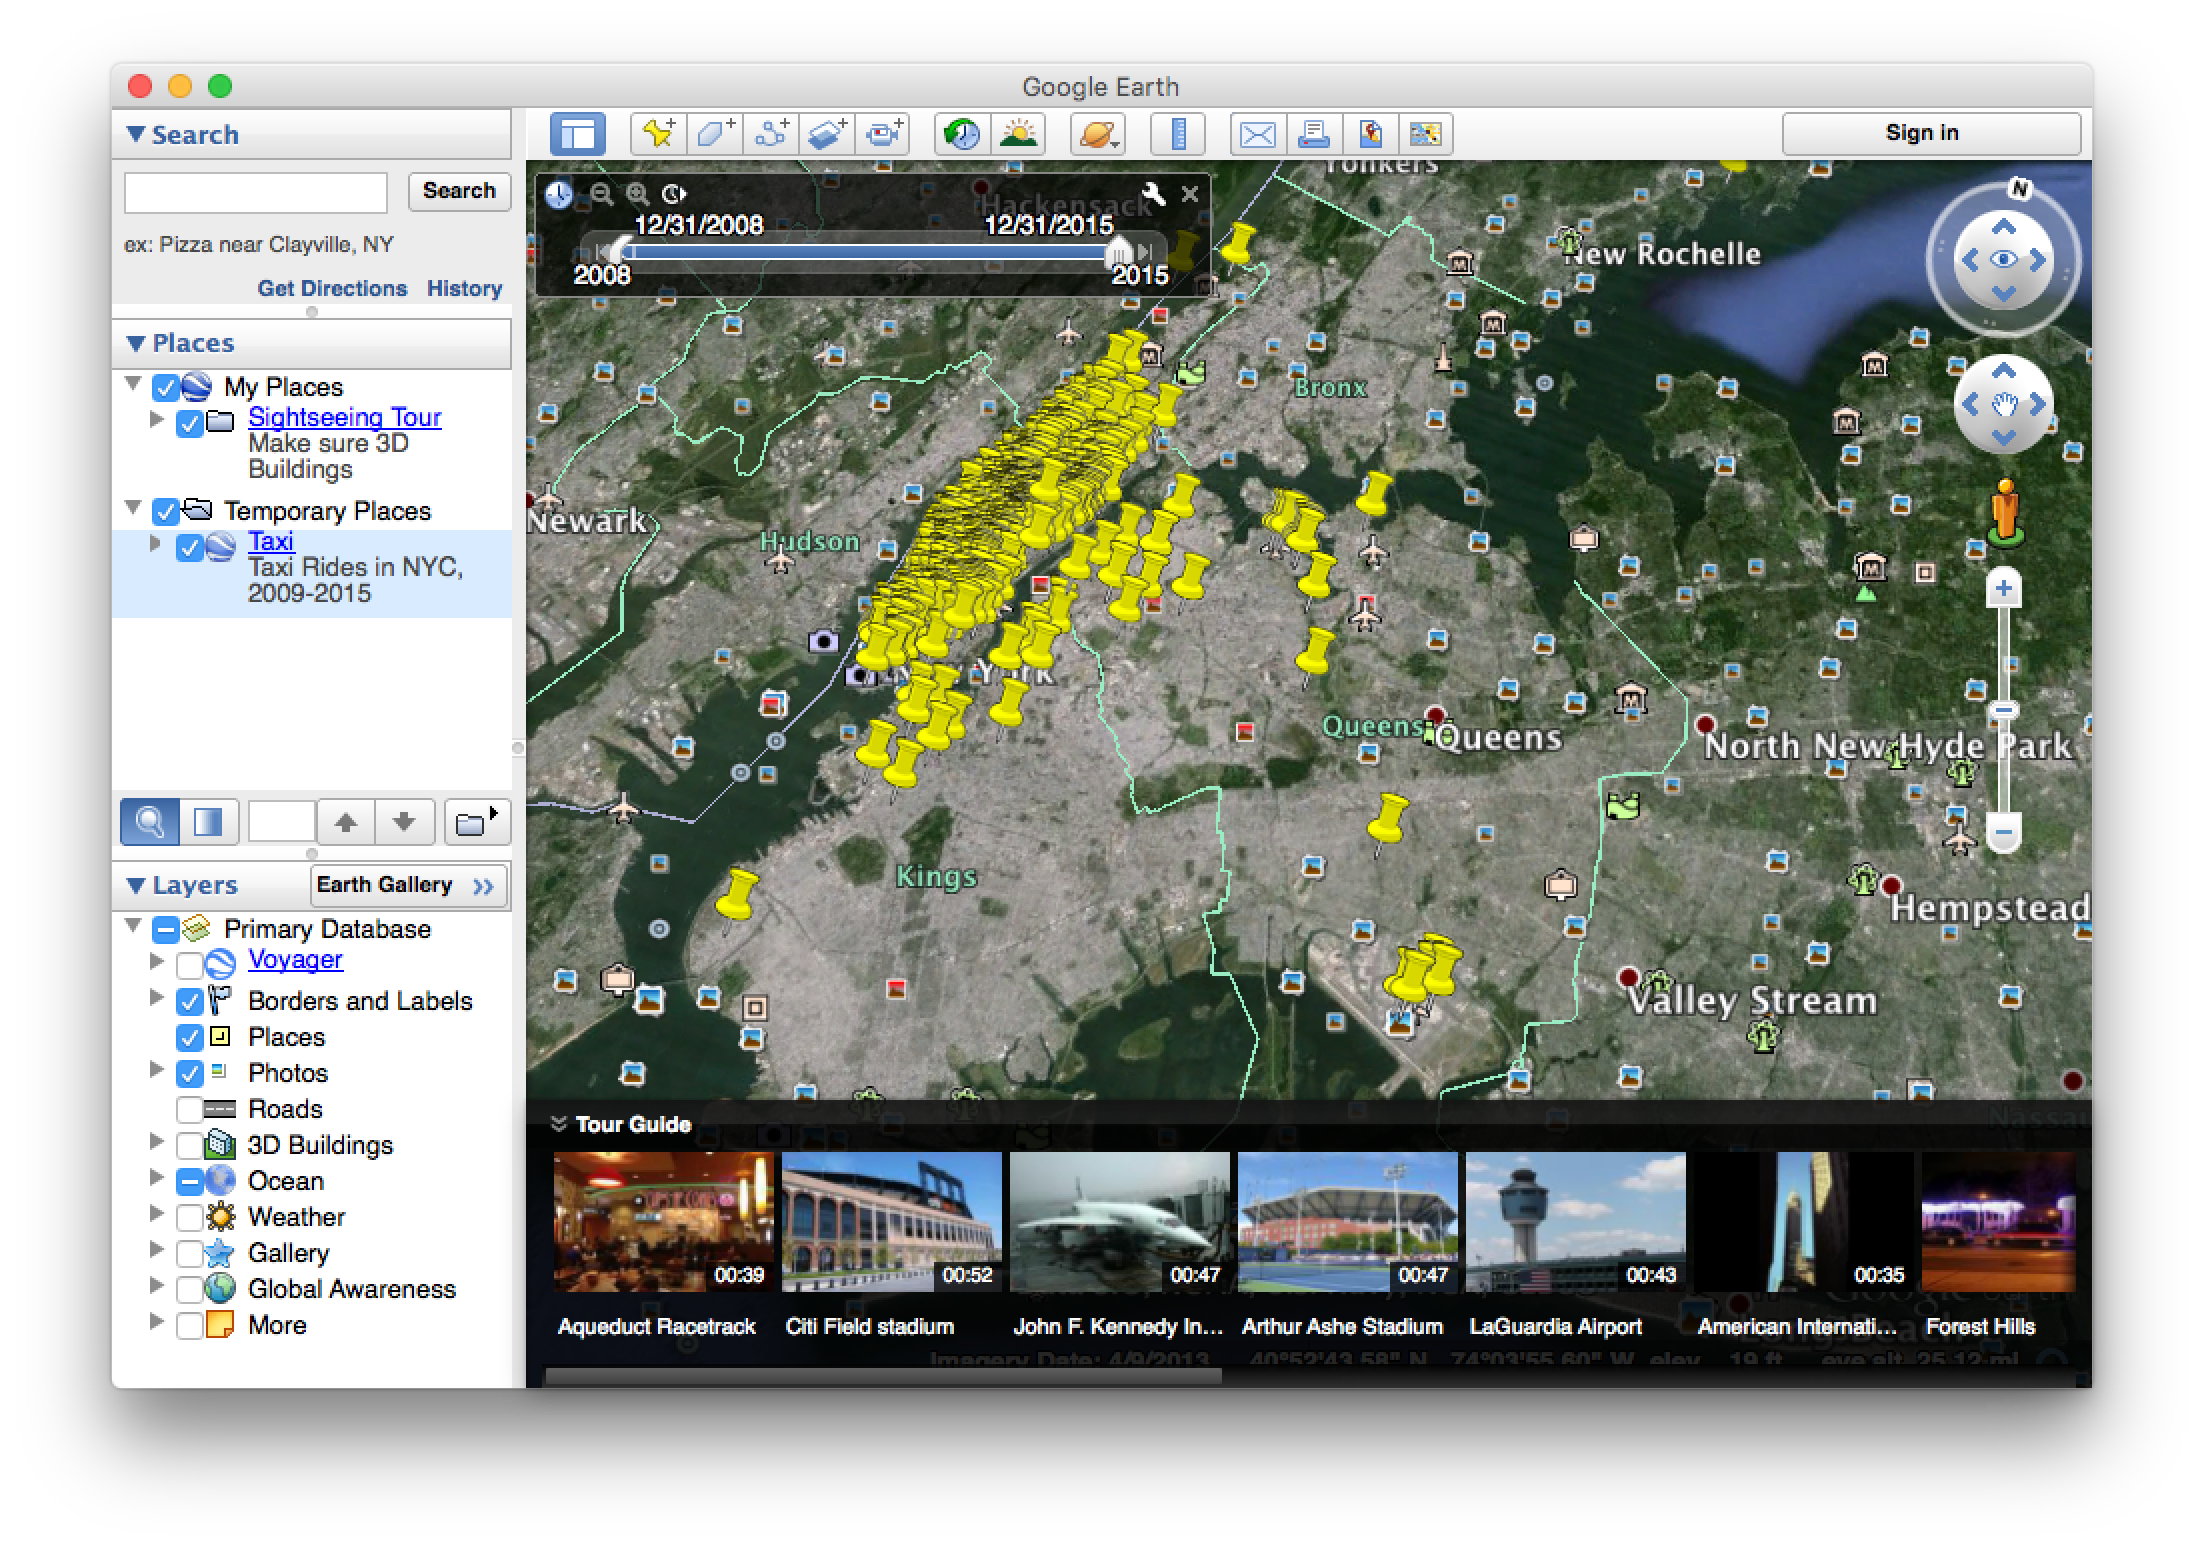 Google Earth
Search
Search
ex: Pizza near Clayville, NY
Get Directions History
Places
My Places
Sightseeing Tour
Make sure 3D
Buildings
Temporary Places
Taxi
Taxi Rides in NYC,
2009-2015
Layers
Earth Gallery
Primary Database
Voyager
Borders and Labels
Places
Photos
Roads
3D Buildings
Ocean
Weather
Gallery
Global Awareness
More
Sign in
Yonkers
N
Hackensack
12/31/2008 12/31/2015
2008 2015
New Rochelle
Bronx
Newark
Hudson
York
Queens
Queens
North New Hyde Park
Kings
Hempstead
Valley Stream
Nassau
Tour Guide
00:39
00:52
00:47
00:47
00:43
00:35
Aqueduct Racetrack
Citi Field stadium
John F. Kennedy In...
Arthur Ashe Stadium
LaGuardia Airport
American Internati...
Forest Hills
Google
Imagery Date: 4/9/2013 40°52'43.58" N 74°03'55.60" W elev 19 ft eye alt 25.12 mi